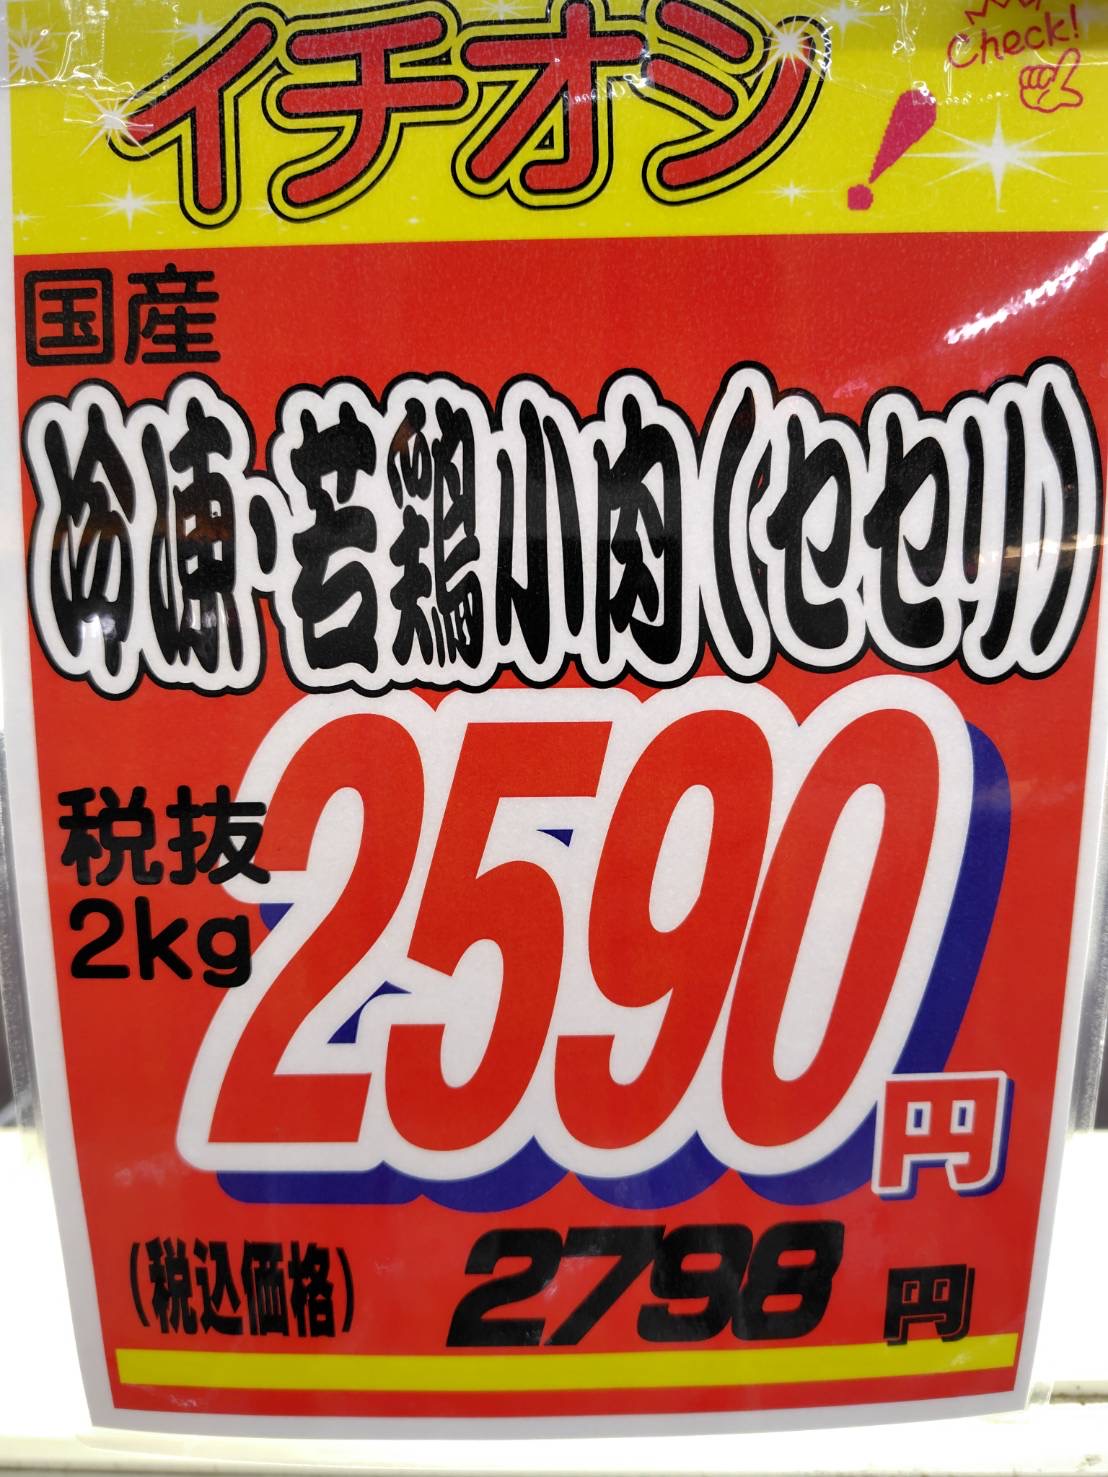 イチオシ!
Check!
国産
冷凍・若鶏小肉(セセリ)
税抜
2kg
2590円
(税込価格) 2798円